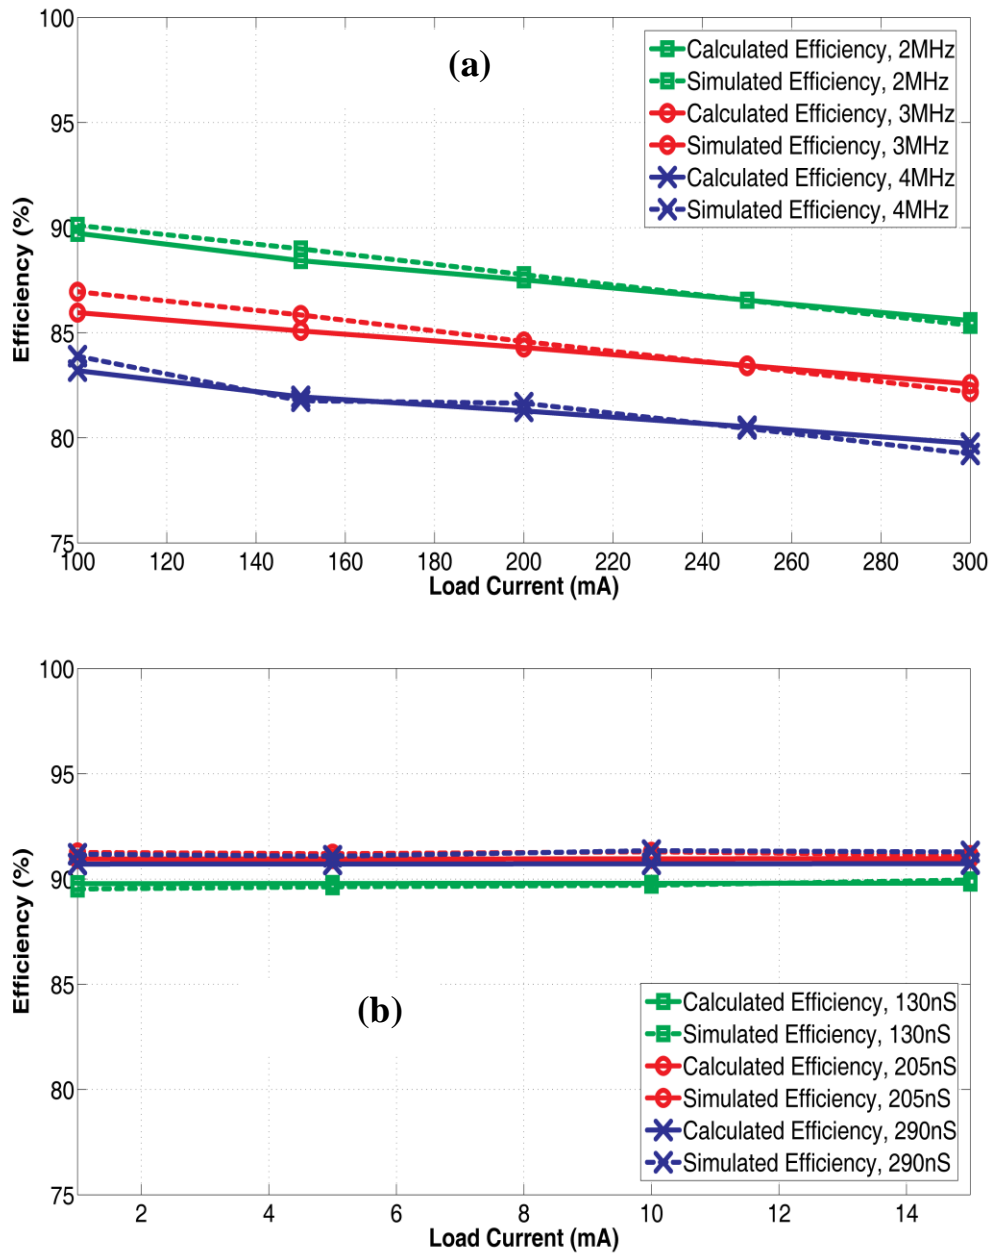 100
(a)
Calculated Efficiency, 2MHz
Simulated Efficiency, 2MHz
Calculated Efficiency, 3MHz
Simulated Efficiency, 3MHz
Calculated Efficiency, 4MHz
Simulated Efficiency, 4MHz
95
90
85
80
75
Efficiency (%)
100 120 140 160 180 200 220 240 260 280 300
Load Current (mA)
100
95
90
85
80
75
Efficiency (%)
(b)
Calculated Efficiency, 130nS
Simulated Efficiency, 130nS
Calculated Efficiency, 205nS
Simulated Efficiency, 205nS
Calculated Efficiency, 290nS
Simulated Efficiency, 290nS
2 4 6 8 10 12 14
Load Current (mA)